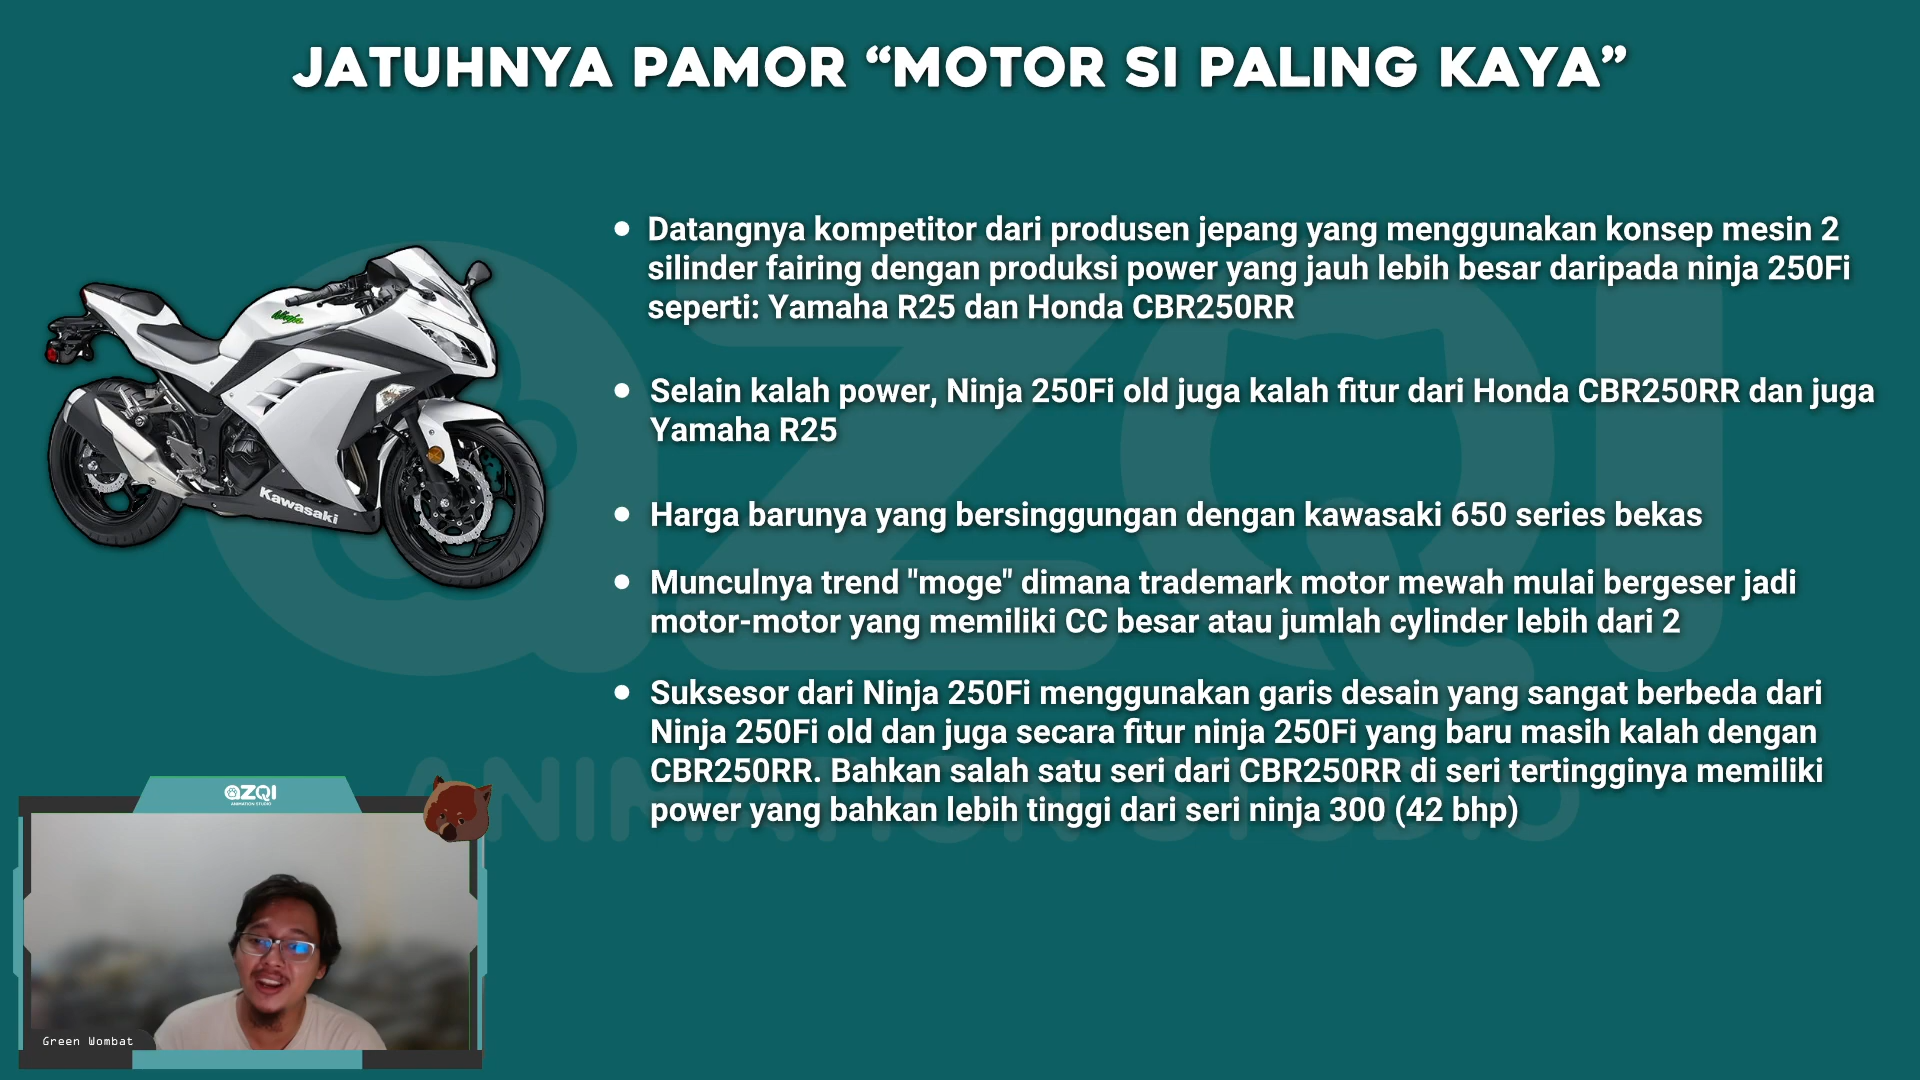 JATUHNYA PAMOR “MOTOR SI PALING KAYA”
Datangnya kompetitor dari produsen jepang yang menggunakan konsep mesin 2
silinder fairing dengan produksi power yang jauh lebih besar daripada ninja 250Fi
seperti: Yamaha R25 dan Honda CBR250RR
Selain kalah power, Ninja 250Fi old juga kalah fitur dari Honda CBR250RR dan juga
Yamaha R25
Harga barunya yang bersinggungan dengan kawasaki 650 series bekas
Munculnya trend "moge" dimana trademark motor mewah mulai bergeser jadi
motor-motor yang memiliki CC besar atau jumlah cylinder lebih dari 2
Suksesor dari Ninja 250Fi menggunakan garis desain yang sangat berbeda dari
Ninja 250Fi old dan juga secara fitur ninja 250Fi yang baru masih kalah dengan
CBR250RR. Bahkan salah satu seri dari CBR250RR di seri tertingginya memiliki
power yang bahkan lebih tinggi dari seri ninja 300 (42 bhp)
Ninja
Kawasaki
aZQI
ANIMATION STUDIO
aZQI
ANIMATION STUDIO
Green Wombat